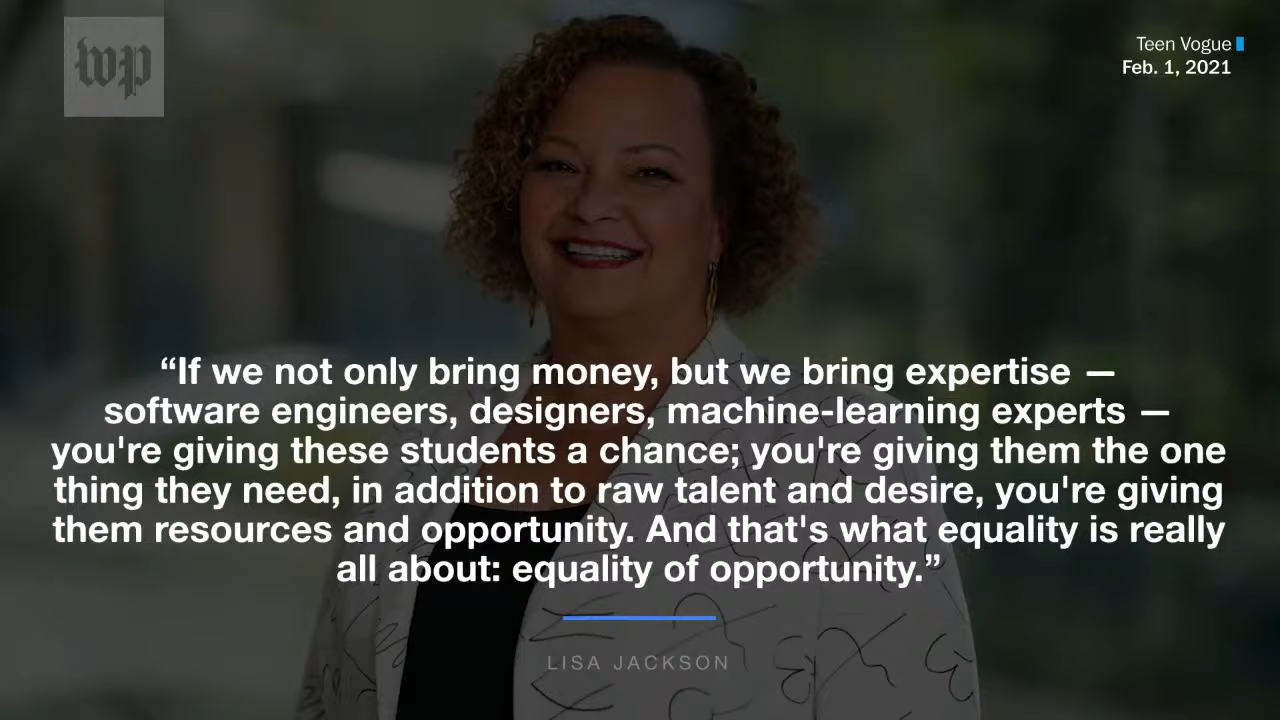 wp
Teen Vogue
Feb. 1, 2021
“If we not only bring money, but we bring expertise —
software engineers, designers, machine-learning experts —
you're giving these students a chance; you're giving them the one
thing they need, in addition to raw talent and desire, you're giving
them resources and opportunity. And that's what equality is really
all about: equality of opportunity.”
LISA JACKSON